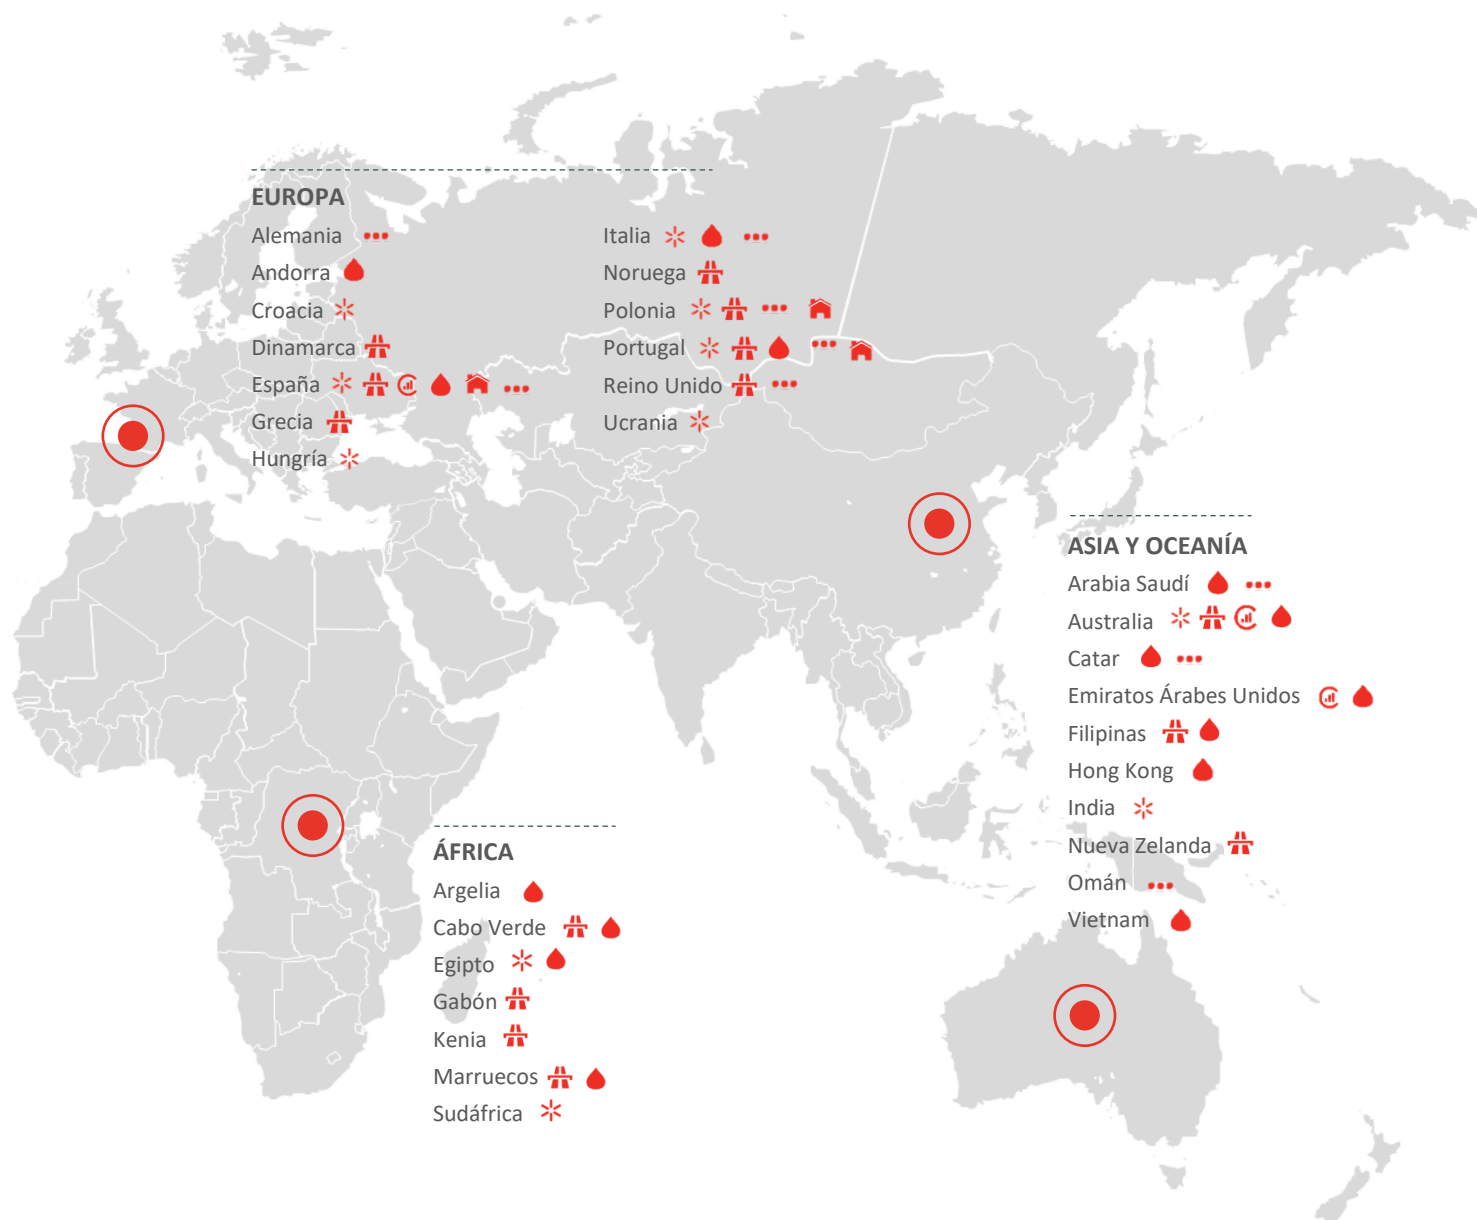 EUROPA
Alemania
Andorra
Croacia
Dinamarca
España
Grecia
Hungría
Italia
Noruega
Polonia
Portugal
Reino Unido
Ucrania
ASIA Y OCEANÍA
Arabia Saudí
Australia
Catar
Emiratos Árabes Unidos
Filipinas
Hong Kong
India
Nueva Zelanda
Omán
Vietnam
ÁFRICA
Argelia
Cabo Verde
Egipto
Gabón
Kenia
Marruecos
Sudáfrica